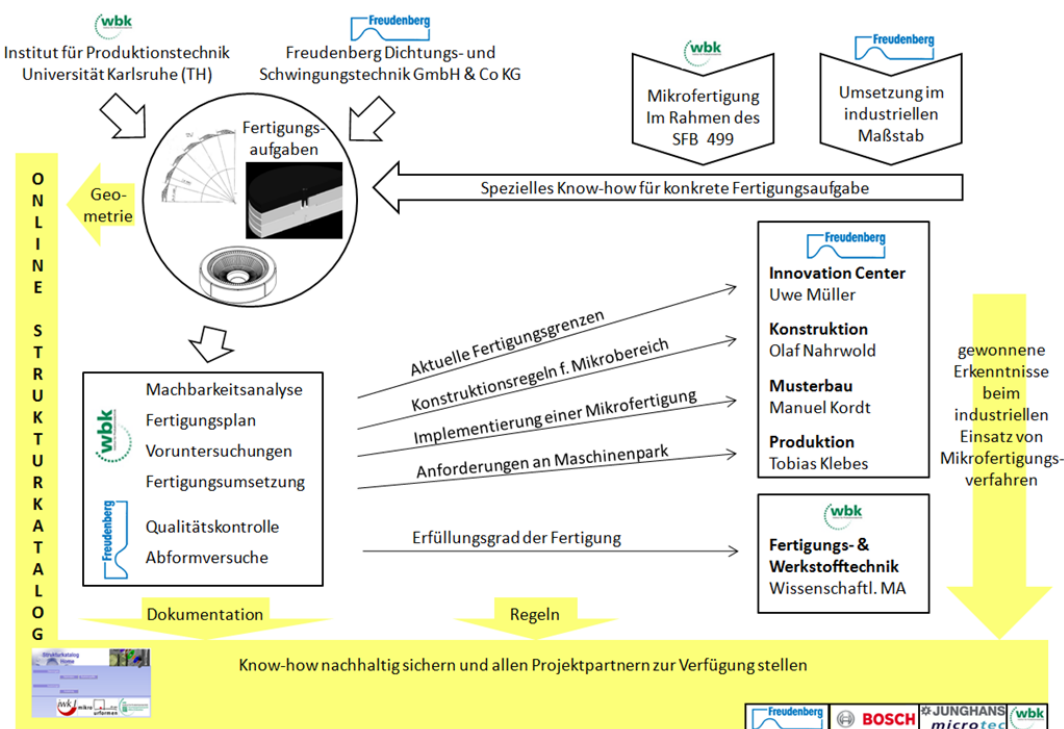 wbk
Institut für Produktionstechnik
Universität Karlsruhe (TH)
Freudenberg
Freudenberg Dichtungs- und
Schwingungstechnik GmbH & Co KG
wbk
Mikrofertigung
Im Rahmen des
SFB 499
Freudenberg
Umsetzung im
industriellen
Maßstab
Fertigungs-
aufgaben
Spezielles Know-how für konkrete Fertigungsaufgabe
Geo-
metrie
ONLINE STRUKTURKATALOG
Freudenberg
Innovation Center
Uwe Müller
Konstruktion
Olaf Nahrwold
Musterbau
Manuel Kordt
Produktion
Tobias Klebes
gewonnene
Erkenntnisse
beim
industriellen
Einsatz von
Mikrofertigungs-
verfahren
Aktuelle Fertigungsgrenzen
Konstruktionsregeln f. Mikrobereich
Implementierung einer Mikrofertigung
Anforderungen an Maschinenpark
Erfüllungsgrad der Fertigung
wbk
Machbarkeitsanalyse
Fertigungsplan
Voruntersuchungen
Fertigungsumsetzung
Freudenberg
Qualitätskontrolle
Abformversuche
wbk
Fertigungs- &
Werkstofftechnik
Wissenschaftl. MA
Dokumentation
Regeln
Know-how nachhaltig sichern und allen Projektpartnern zur Verfügung stellen
Freudenberg
BOSCH
JUNGHANS
microtec
wbk